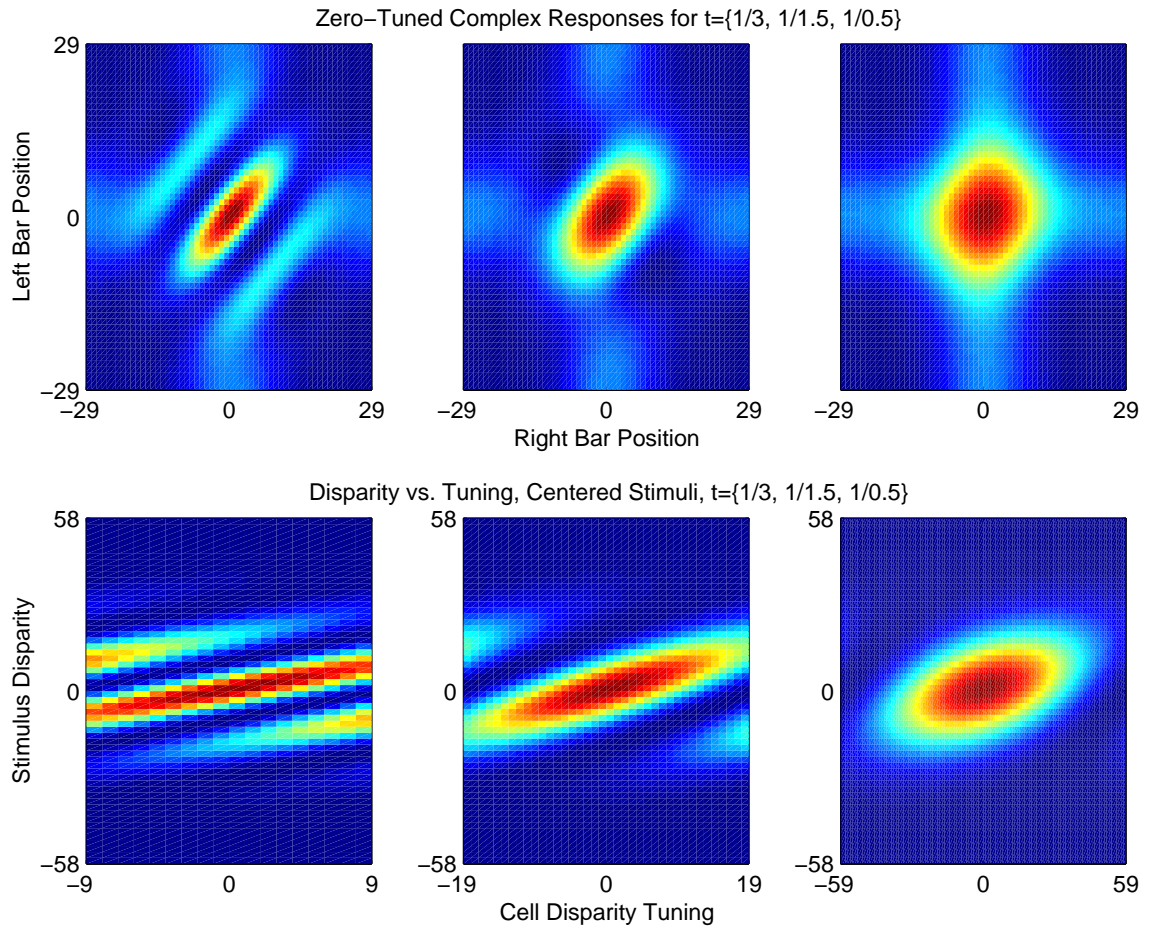 Zero−Tuned Complex Responses for t={1/3, 1/1.5, 1/0.5}
29
0
−29
Left Bar Position
−29 0 29
−29 0 29
−29 0 29
Right Bar Position
Disparity vs. Tuning, Centered Stimuli, t={1/3, 1/1.5, 1/0.5}
58
0
−58
Stimulus Disparity
58
0
−58
58
0
−58
−9 0 9
−19 0 19
−59 0 59
Cell Disparity Tuning